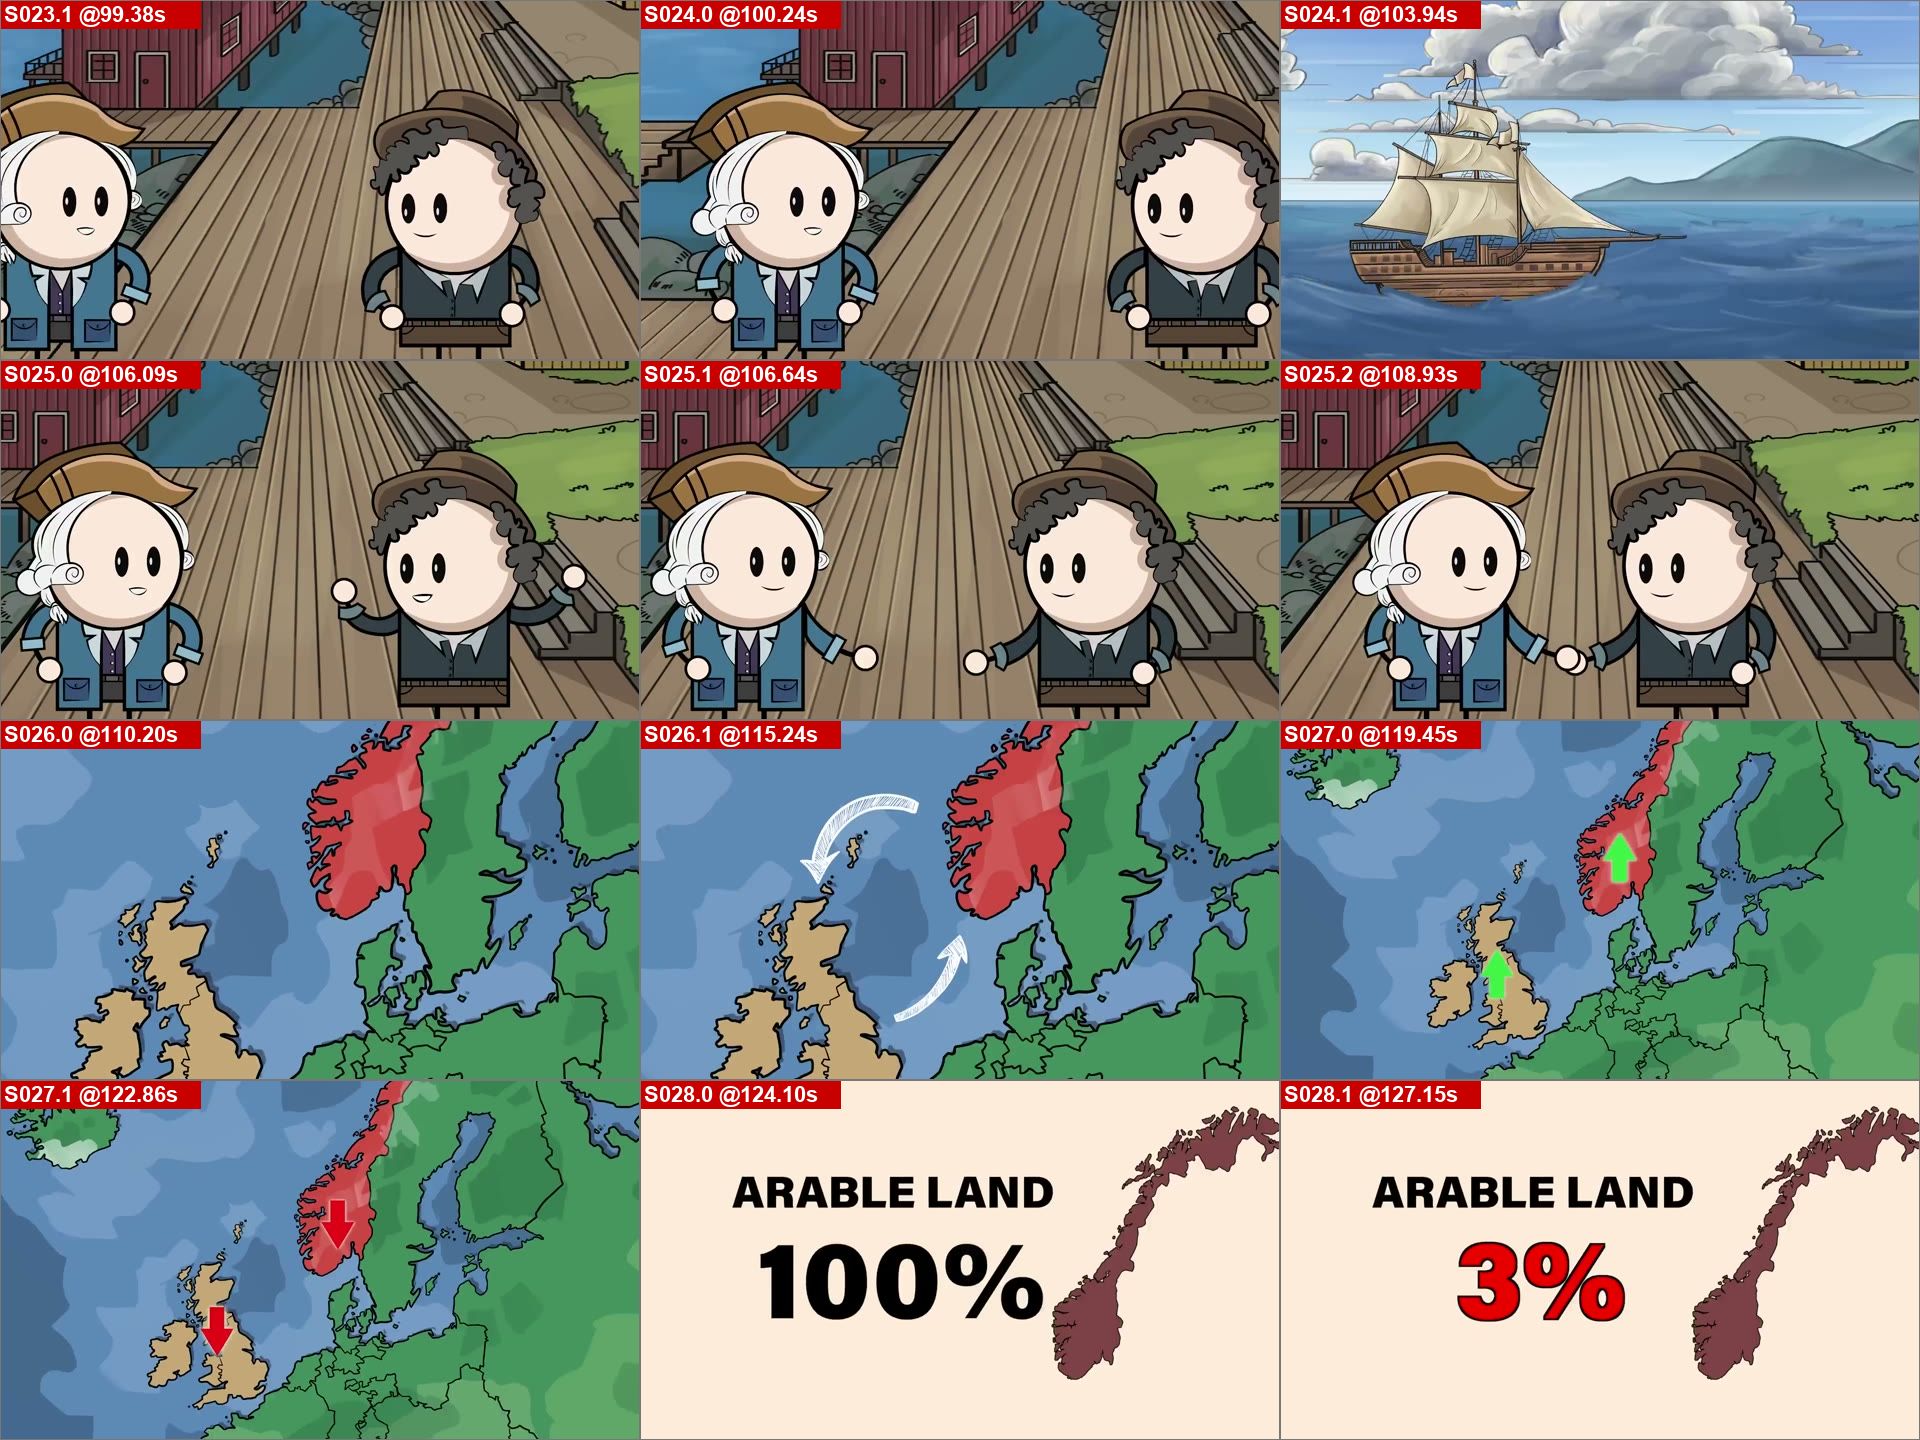 S023.1 @99.38s
S024.0 @100.24s
S024.1 @103.94s
S025.0 @106.09s
S025.1 @106.64s
S025.2 @108.93s
S026.0 @110.20s
S026.1 @115.24s
S027.0 @119.45s
S027.1 @122.86s
S028.0 @124.10s
ARABLE LAND
100%
S028.1 @127.15s
ARABLE LAND
3%